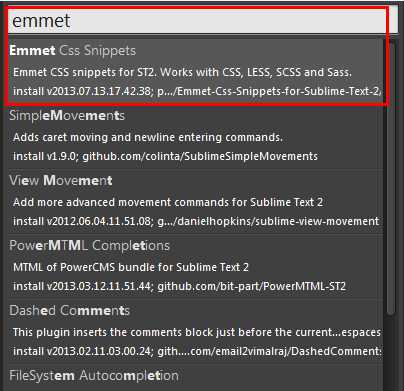 emmet
Emmet Css Snippets
Emmet CSS snippets for ST2. Works with CSS, LESS, SCSS and Sass.
install v2013.07.13.17.42.38; p.../Emmet-Css-Snippets-for-Sublime-Text-2/
SimpleMovements
Adds caret moving and newline entering commands.
install v1.9.0; github.com/colinta/SublimeSimpleMovements
View Movement
Add more advanced movement commands for Sublime Text 2
install v2012.06.04.11.51.08; g.../danielhopkins/sublime-view-movement
PowerMTML Completions
MTML of PowerCMS bundle for Sublime Text 2
install v2013.03.12.11.51.44; github.com/bit-part/PowerMTML-ST2
Dashed Comments
This plugin inserts the comments block just before the current...espaces
install v2013.02.11.03.00.24; gith....com/email2vimalraj/DashedComments
FileSystem Autocompletion